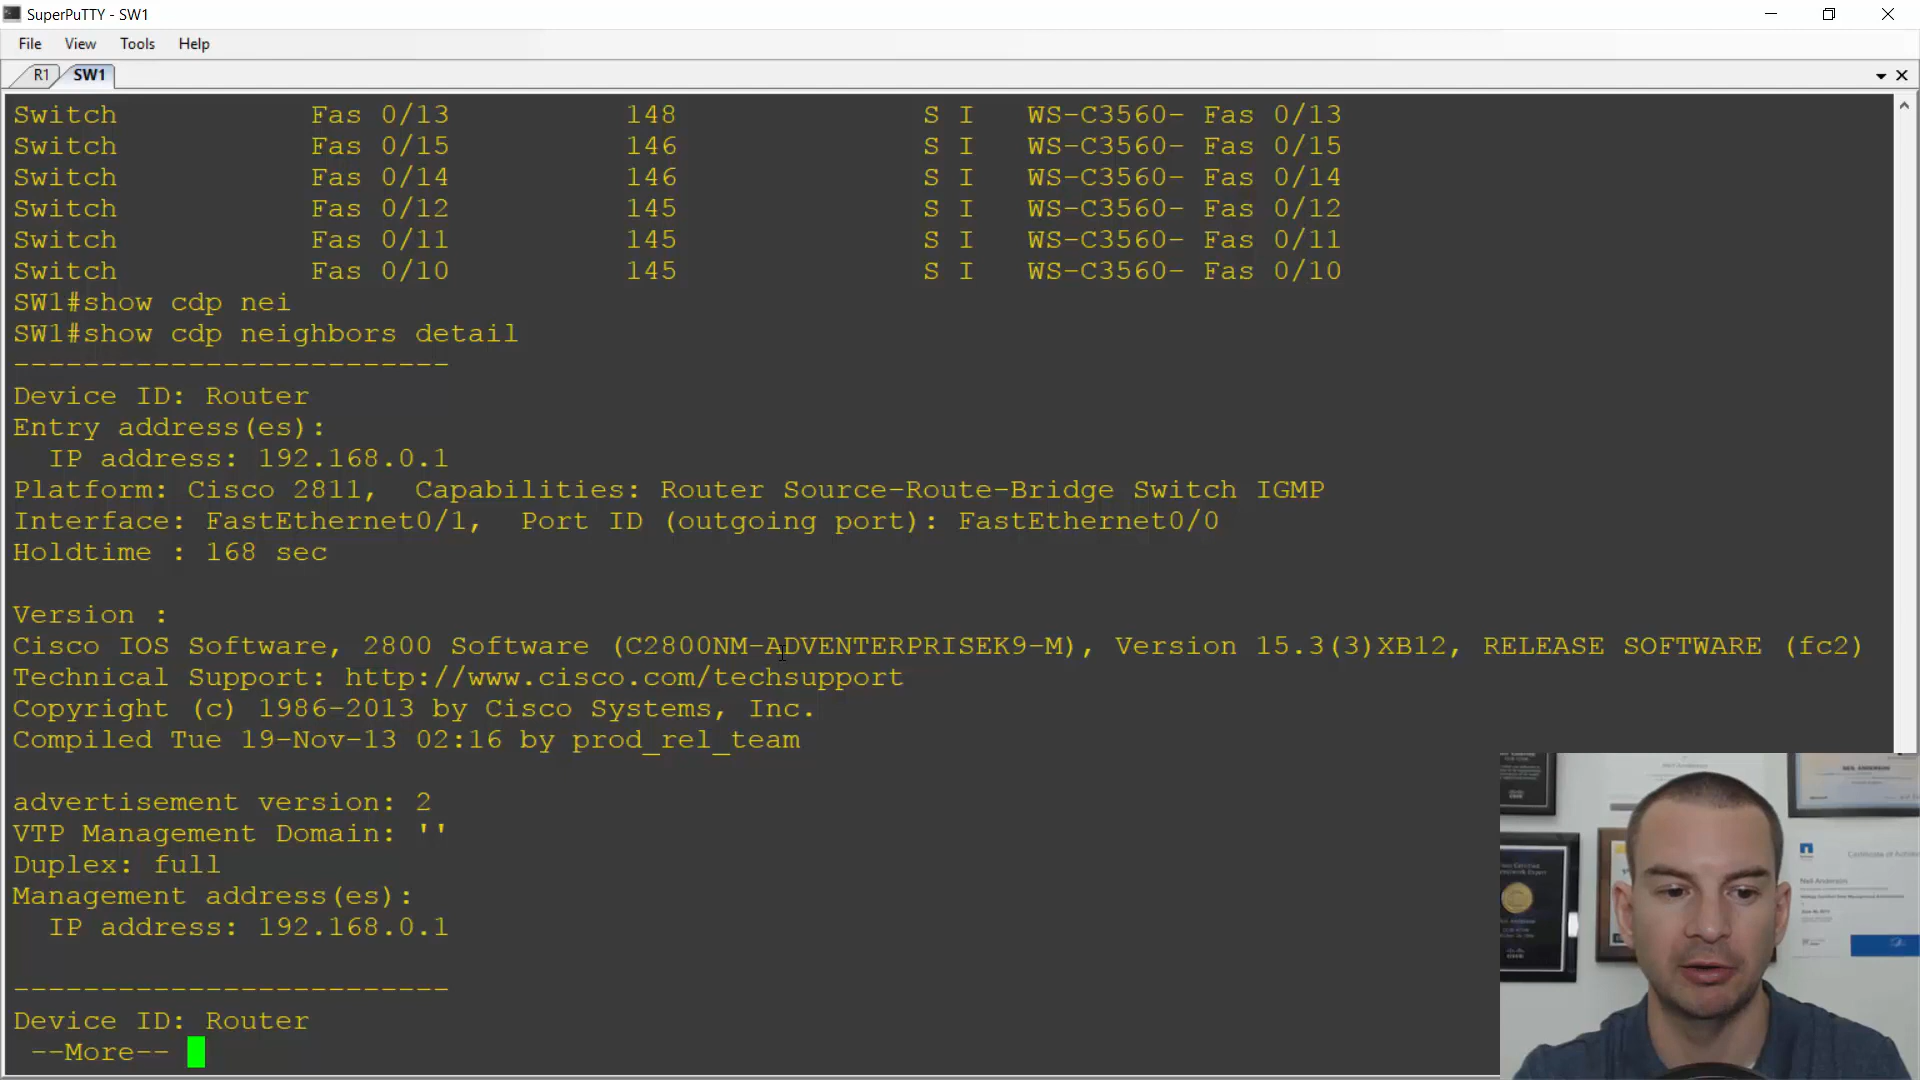 SuperPuTTY - SW1
File View Tools Help
R1 SW1
Switch Fas 0/13 148 S I WS-C3560- Fas 0/13
Switch Fas 0/15 146 S I WS-C3560- Fas 0/15
Switch Fas 0/14 146 S I WS-C3560- Fas 0/14
Switch Fas 0/12 145 S I WS-C3560- Fas 0/12
Switch Fas 0/11 145 S I WS-C3560- Fas 0/11
Switch Fas 0/10 145 S I WS-C3560- Fas 0/10
SW1#show cdp nei
SW1#show cdp neighbors detail
-------------------------
Device ID: Router
Entry address(es):
IP address: 192.168.0.1
Platform: Cisco 2811, Capabilities: Router Source-Route-Bridge Switch IGMP
Interface: FastEthernet0/1, Port ID (outgoing port): FastEthernet0/0
Holdtime : 168 sec
Version :
Cisco IOS Software, 2800 Software (C2800NM-ADVENTERPRISEK9-M), Version 15.3(3)XB12, RELEASE SOFTWARE (fc2)
Technical Support: http://www.cisco.com/techsupport
Copyright (c) 1986-2013 by Cisco Systems, Inc.
Compiled Tue 19-Nov-13 02:16 by prod_rel_team
advertisement version: 2
VTP Management Domain: ''
Duplex: full
Management address(es):
IP address: 192.168.0.1
-------------------------
Device ID: Router
--More--
NEIL ANDERSON
Certificate of Achie
Neil Anderson